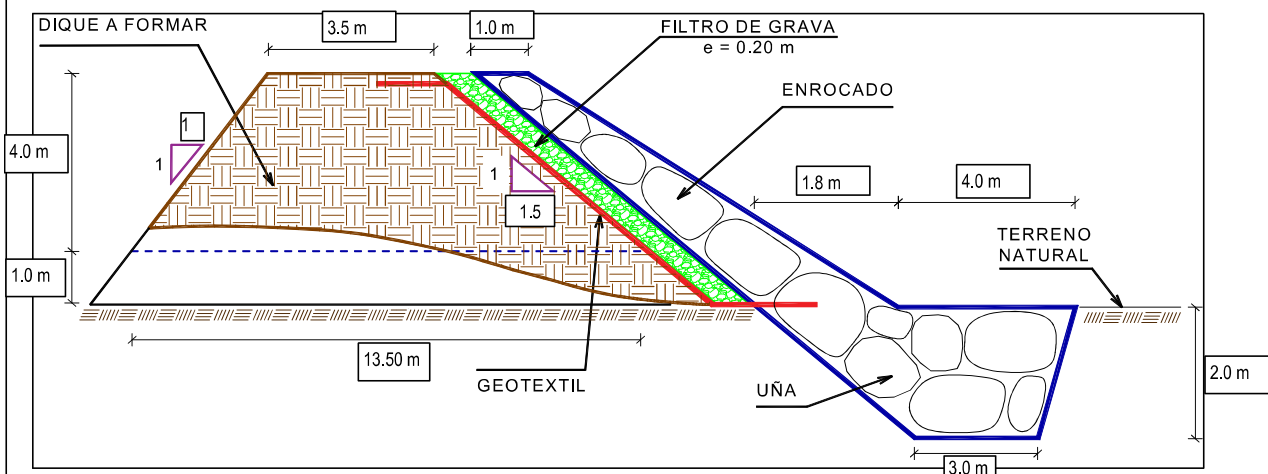 DIQUE A FORMAR
3.5 m
1.0 m
FILTRO DE GRAVA
e = 0.20 m
ENROCADO
4.0 m
1
1
1
1.5
1.8 m
4.0 m
TERRENO
NATURAL
1.0 m
13.50 m
GEOTEXTIL
UÑA
2.0 m
3.0 m